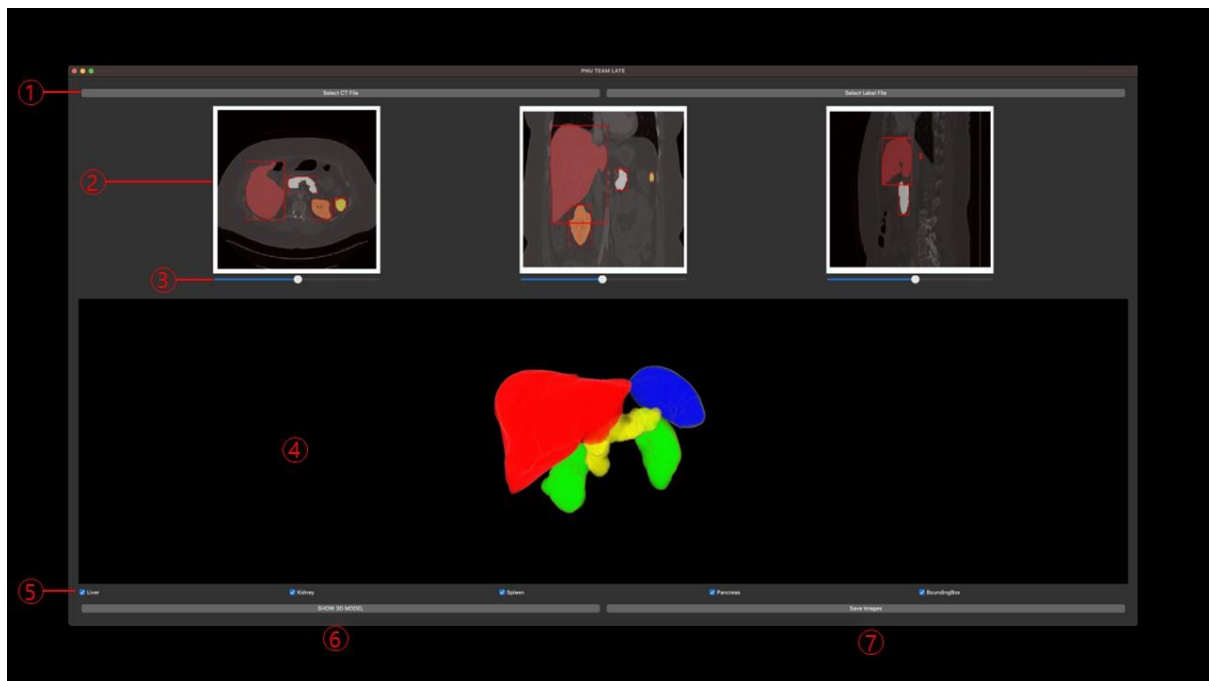 PNU TEAM LATE
① Select CT File Select Label File
②
③
④
⑤ Liver Kidney Spleen Pancreas BoundingBox
SHOW 3D MODEL Save Images
⑥ ⑦